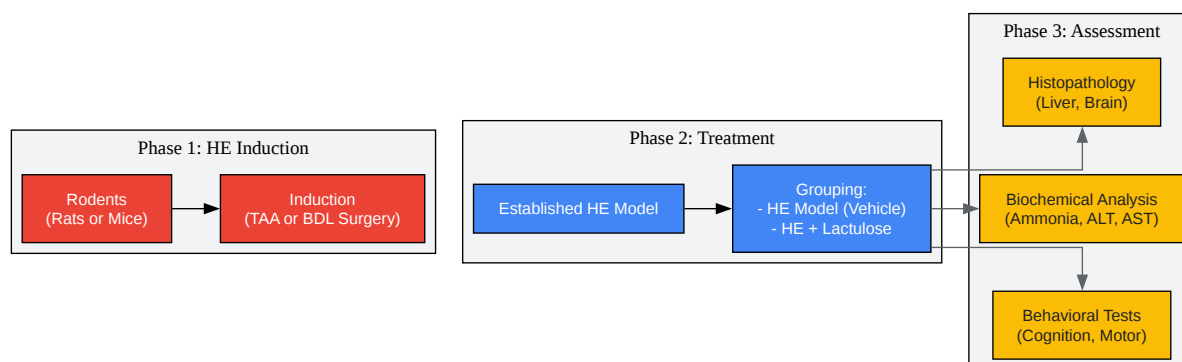 Phase 1: HE Induction
Rodents
(Rats or Mice)
Induction
(TAA or BDL Surgery)
Phase 2: Treatment
Established HE Model
Grouping:
- HE Model (Vehicle)
- HE + Lactulose
Phase 3: Assessment
Histopathology
(Liver, Brain)
Biochemical Analysis
(Ammonia, ALT, AST)
Behavioral Tests
(Cognition, Motor)